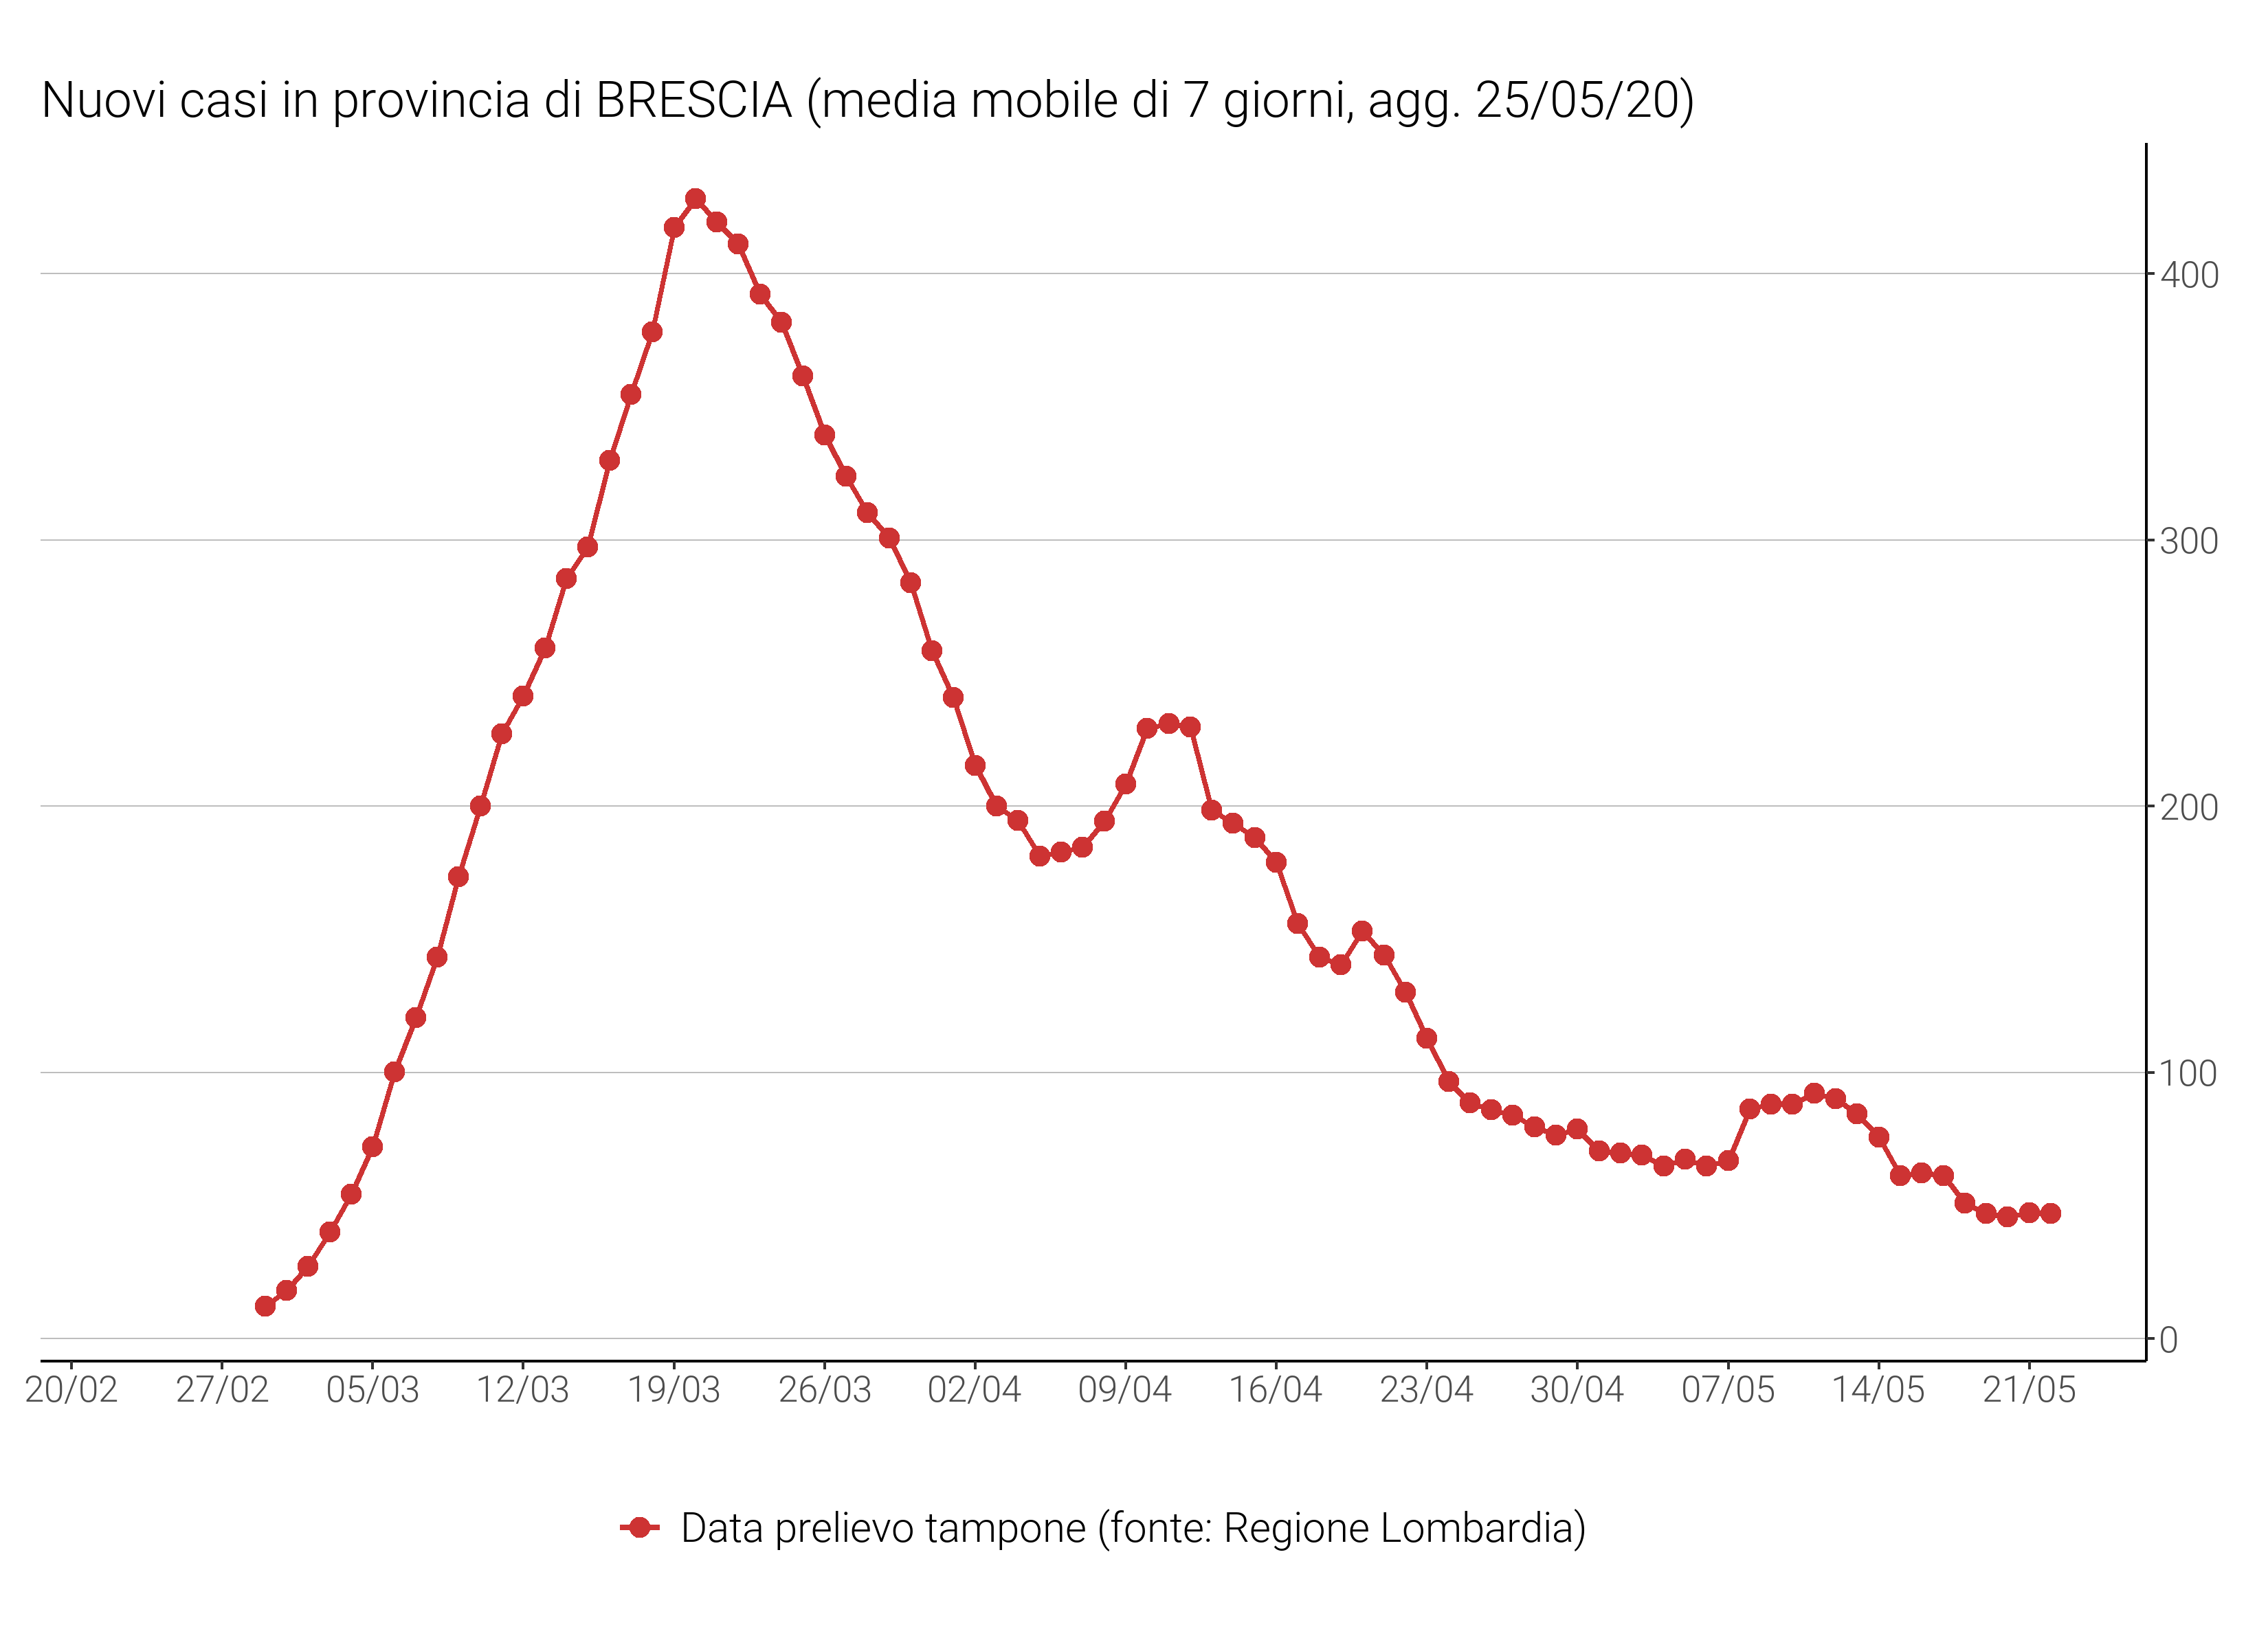 Nuovi casi in provincia di BRESCIA (media mobile di 7 giorni, agg. 25/05/20)
400
300
200
100
0
20/02 27/02 05/03 12/03 19/03 26/03 02/04 09/04 16/04 23/04 30/04 07/05 14/05 21/05
Data prelievo tampone (fonte: Regione Lombardia)